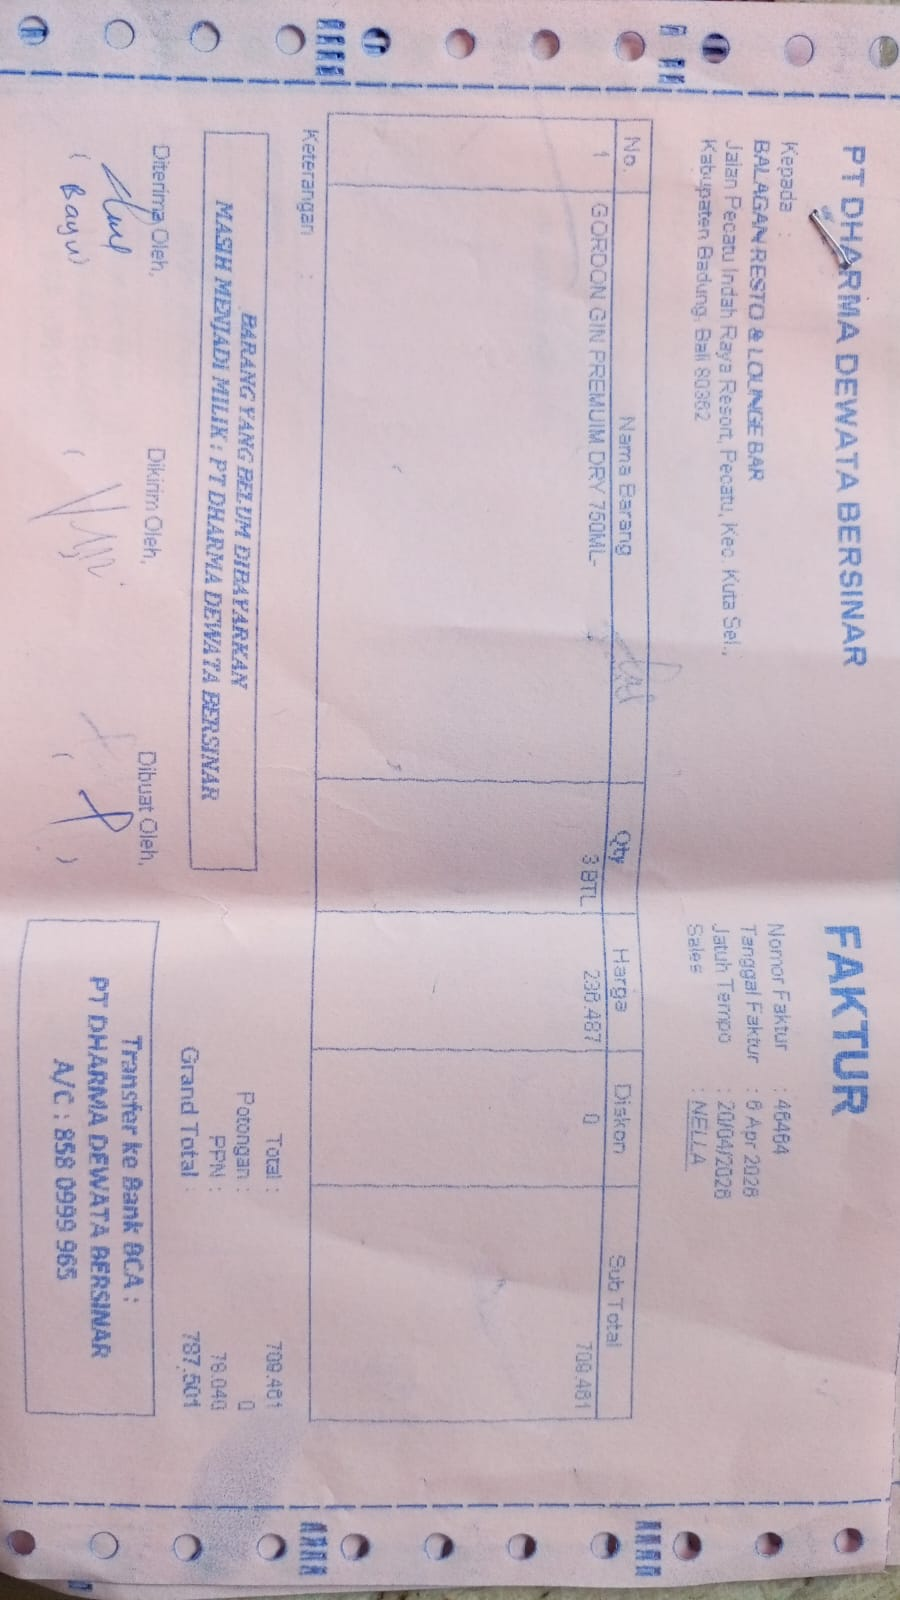 PT DHARMA DEWATA BERSINAR
FAKTUR
Kepada :
BALAGAN RESTO & LOUNGE BAR
Jalan Pecatu Indah Raya Resort, Pecatu, Kec. Kuta Sel.,
Kabupaten Badung, Bali 80362
Nomor Faktur : 46464
Tanggal Faktur : 6 Apr 2026
Jatuh Tempo : 20/04/2026
Sales : NELLA
No. Nama Barang Qty Harga Diskon Sub Total
1 GORDON GIN PREMUIM DRY 750ML- 3 BTL 236.487 0 709.461
Keterangan :
Total : 709.461
Potongan : 0
PPN : 78.040
Grand Total : 787.501
BARANG YANG BELUM DIBAYARKAN
MASIH MENJADI MILIK : PT DHARMA DEWATA BERSINAR
Diterima Oleh,
Dikirim Oleh,
Dibuat Oleh,
( Bayu )
Transfer ke Bank BCA :
PT DHARMA DEWATA BERSINAR
A/C : 858 0999 965